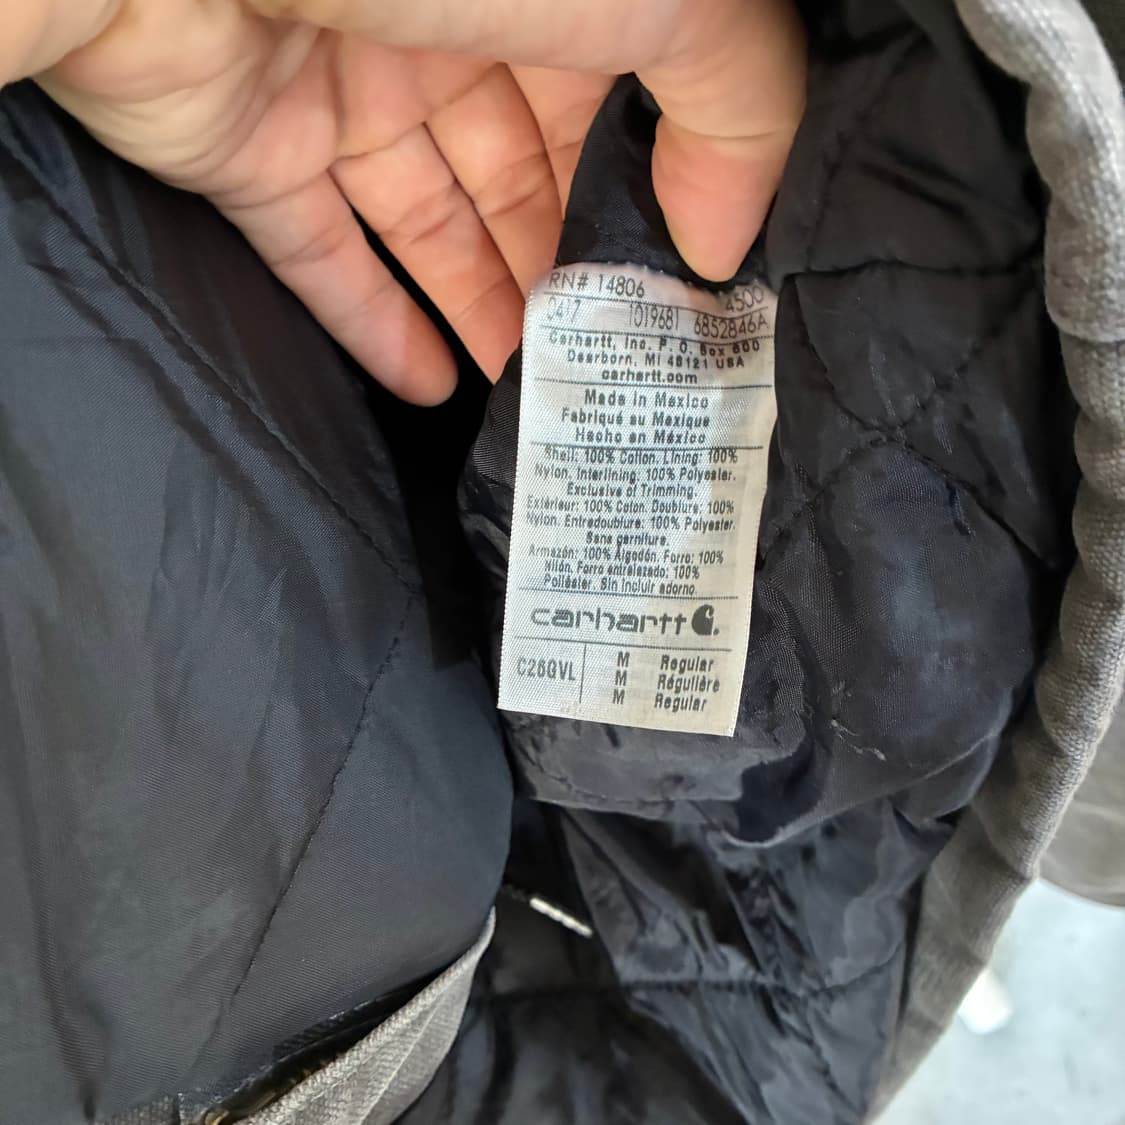 RN# 14806 4500
0417 1019681 6852846A
Carhartt, Inc. P. O. Box 600
Dearborn, MI 48121 USA
carhartt.com
Made in Mexico
Fabriqué au Mexique
Hecho en México
Shell: 100% Cotton. Lining: 100%
Nylon. Interlining: 100% Polyester.
Exclusive of Trimming.
Extérieur: 100% Coton. Doublure: 100%
Nylon. Entredoublure: 100% Polyester.
Sans garniture.
Armazón: 100% Algodón. Forro: 100%
Nilón. Forro entrelazado: 100%
Poliéster. Sin incluir adorno.
carhartt
C26GVL M Regular
M Régulière
M Regular